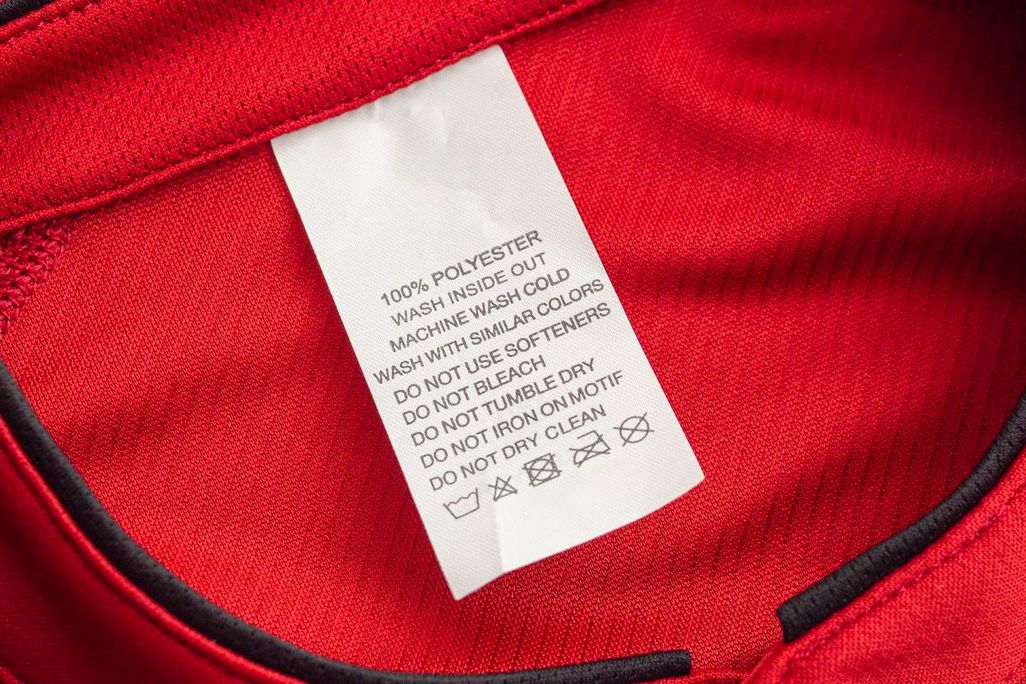 100% POLYESTER
WASH INSIDE OUT
MACHINE WASH COLD
WASH WITH SIMILAR COLORS
DO NOT USE SOFTENERS
DO NOT BLEACH
DO NOT TUMBLE DRY
DO NOT IRON ON MOTIF
DO NOT DRY CLEAN